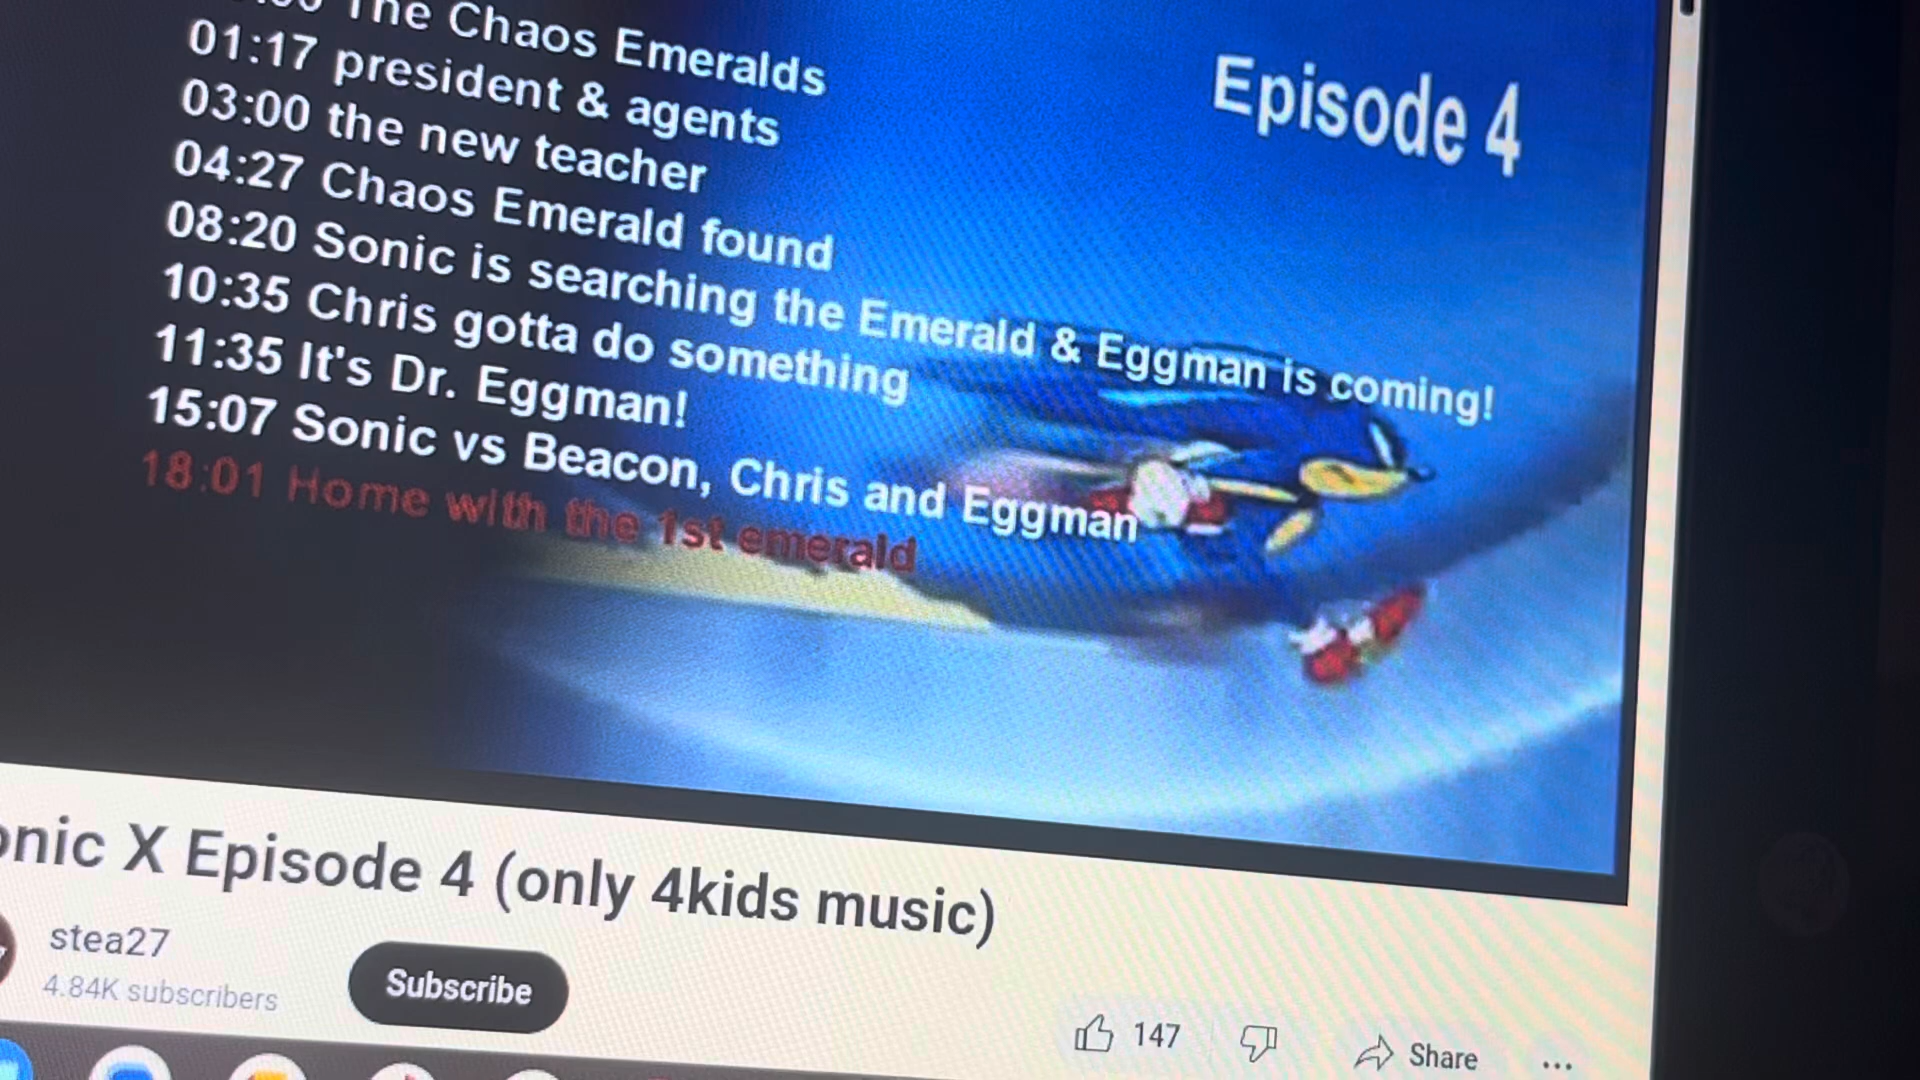 The Chaos Emeralds
01:17 president & agents
03:00 the new teacher
04:27 Chaos Emerald found
08:20 Sonic is searching the Emerald & Eggman is coming!
10:35 Chris gotta do something
11:35 It's Dr. Eggman!
15:07 Sonic vs Beacon, Chris and Eggman
18:01 Home with the 1st emerald
Episode 4
onic X Episode 4 (only 4kids music)
stea27
4.84K subscribers
Subscribe
147
Share